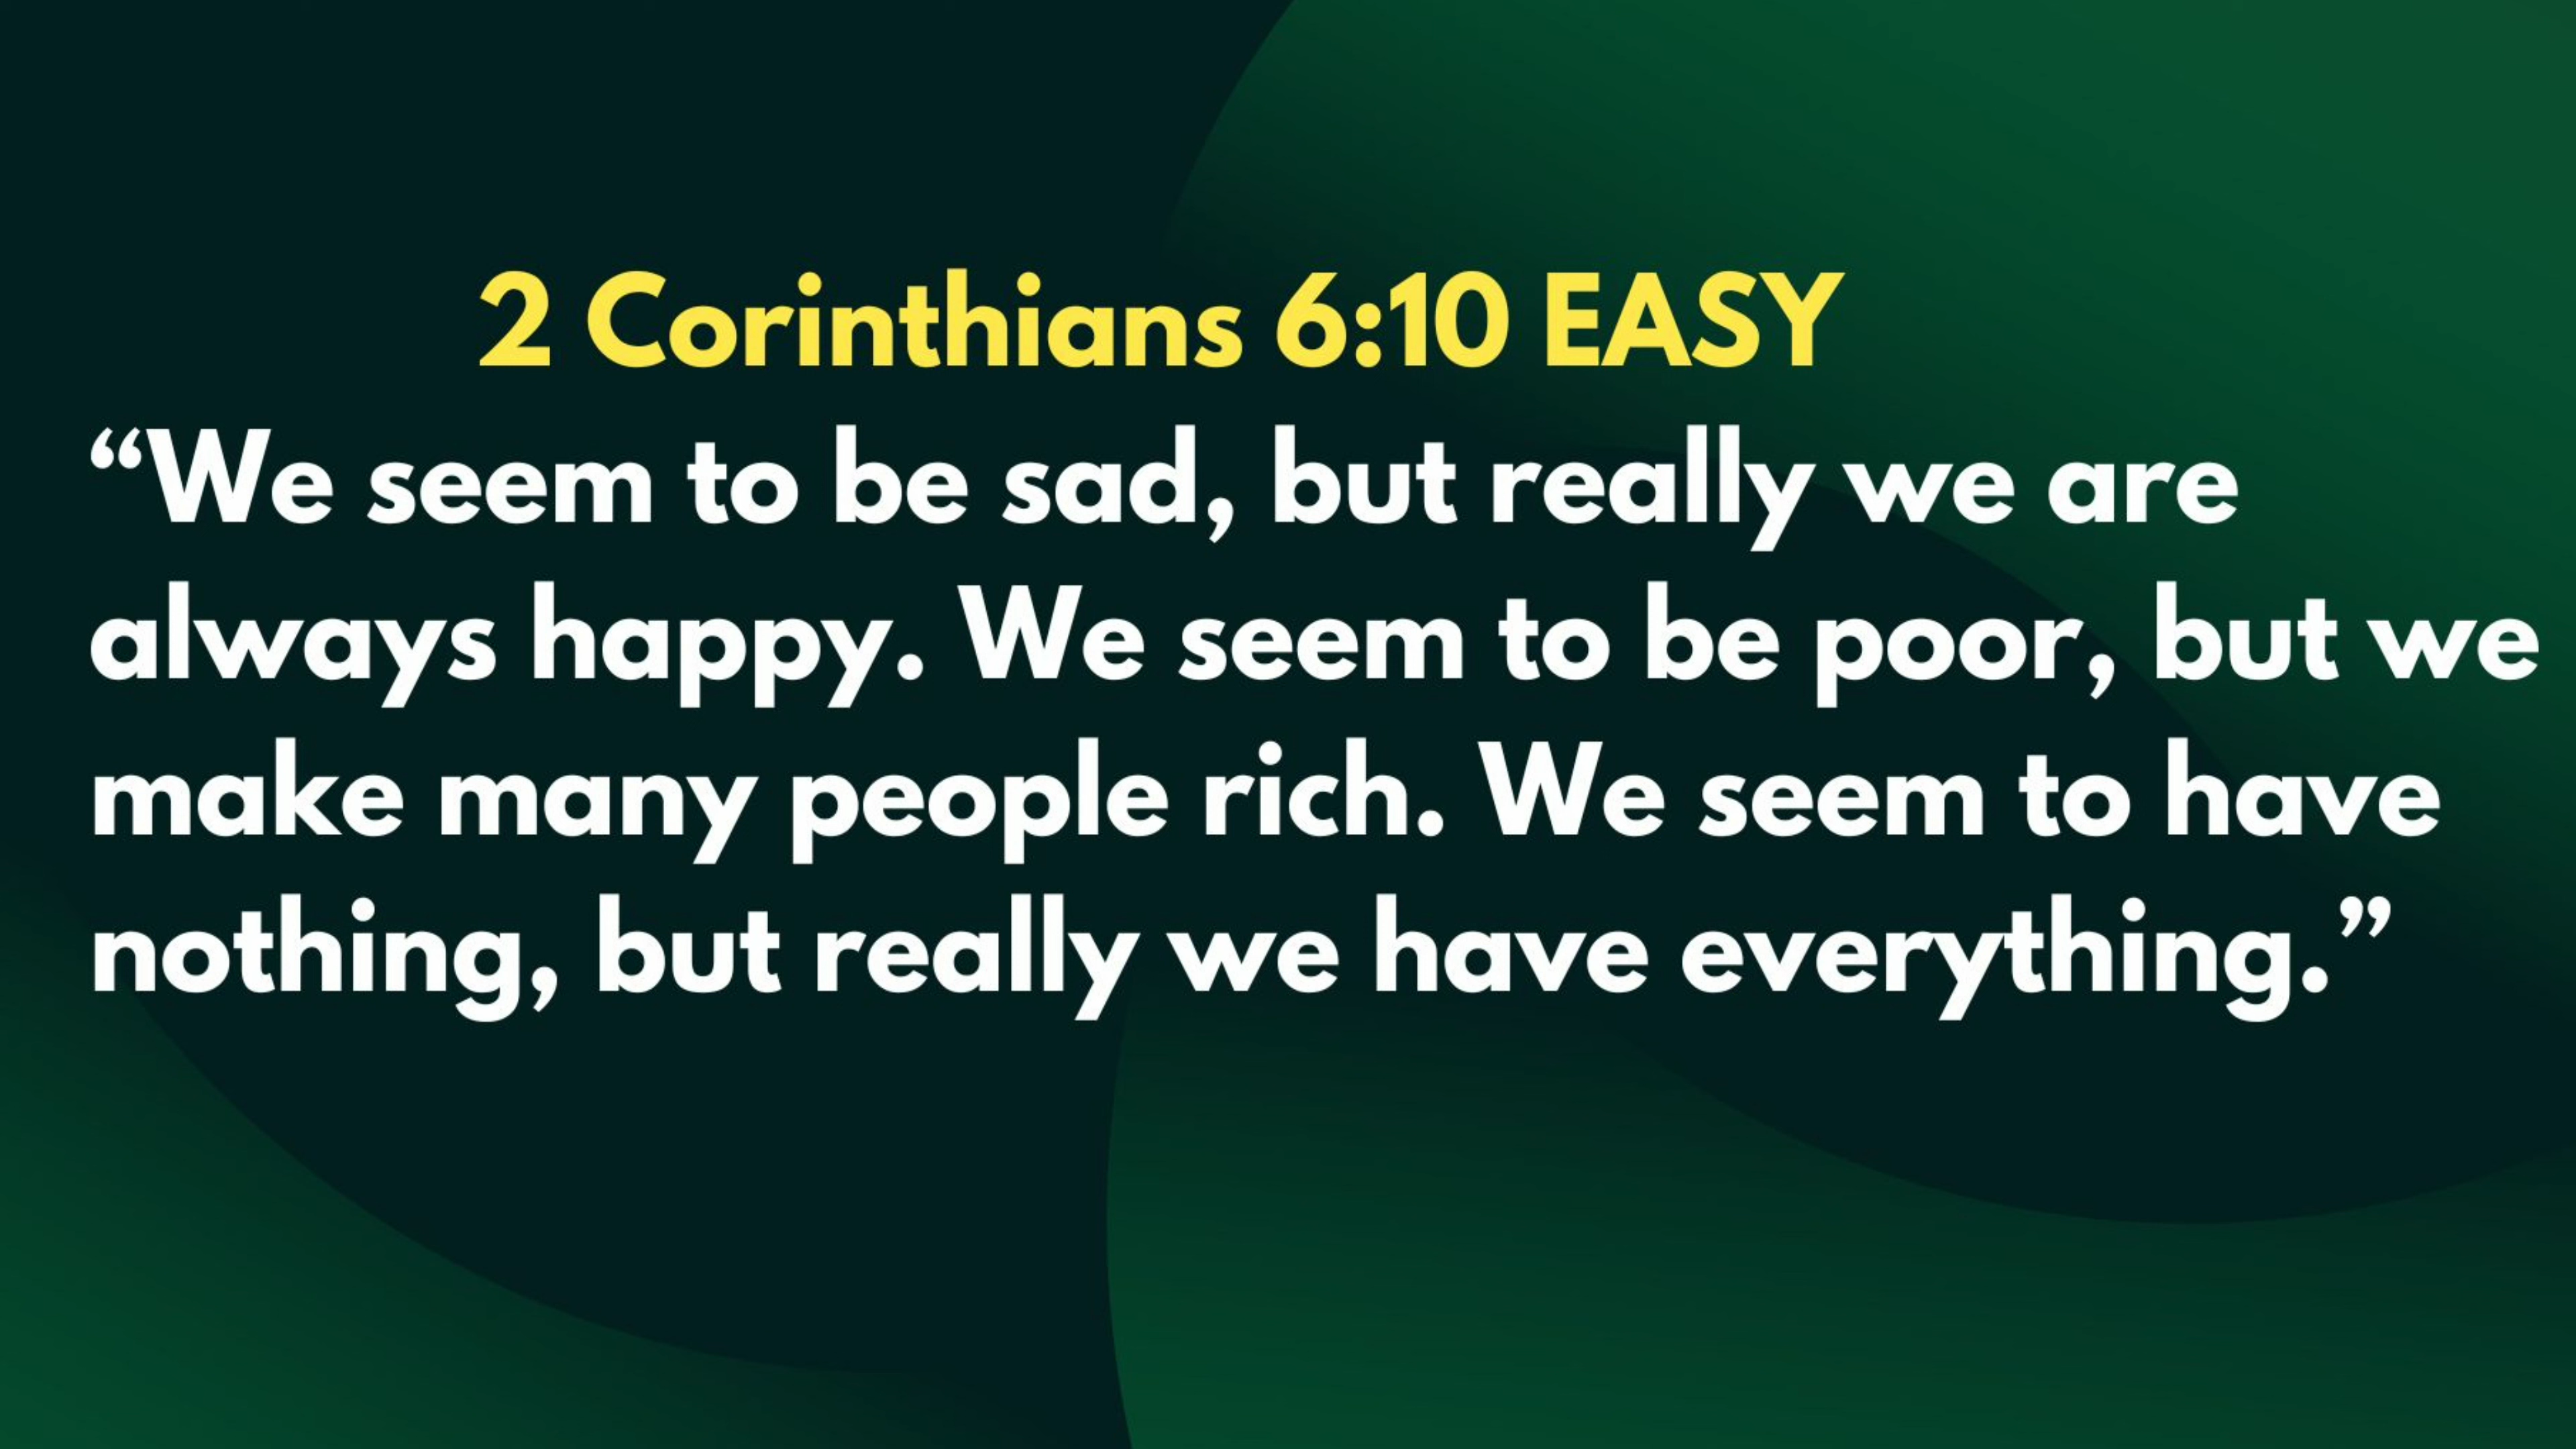 2 Corinthians 6:10 EASY
“We seem to be sad, but really we are
always happy. We seem to be poor, but we
make many people rich. We seem to have
nothing, but really we have everything.”